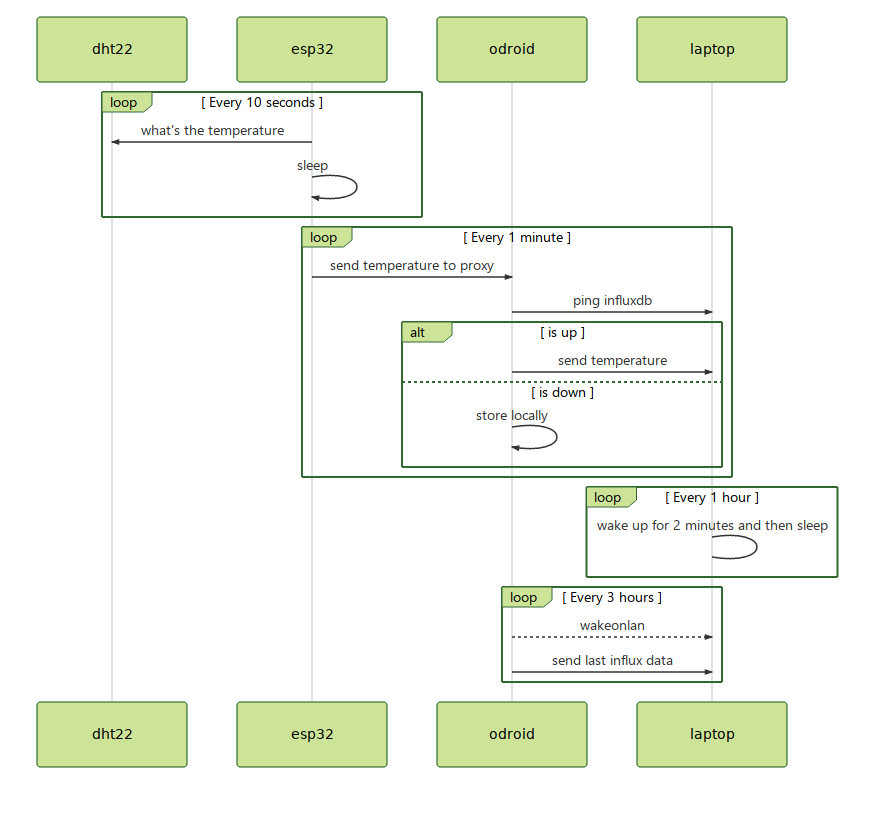 dht22 esp32 odroid laptop
loop [ Every 10 seconds ]
what's the temperature
sleep
loop [ Every 1 minute ]
send temperature to proxy
ping influxdb
alt [ is up ]
send temperature
[ is down ]
store locally
loop [ Every 1 hour ]
wake up for 2 minutes and then sleep
loop [ Every 3 hours ]
wakeonlan
send last influx data
dht22 esp32 odroid laptop